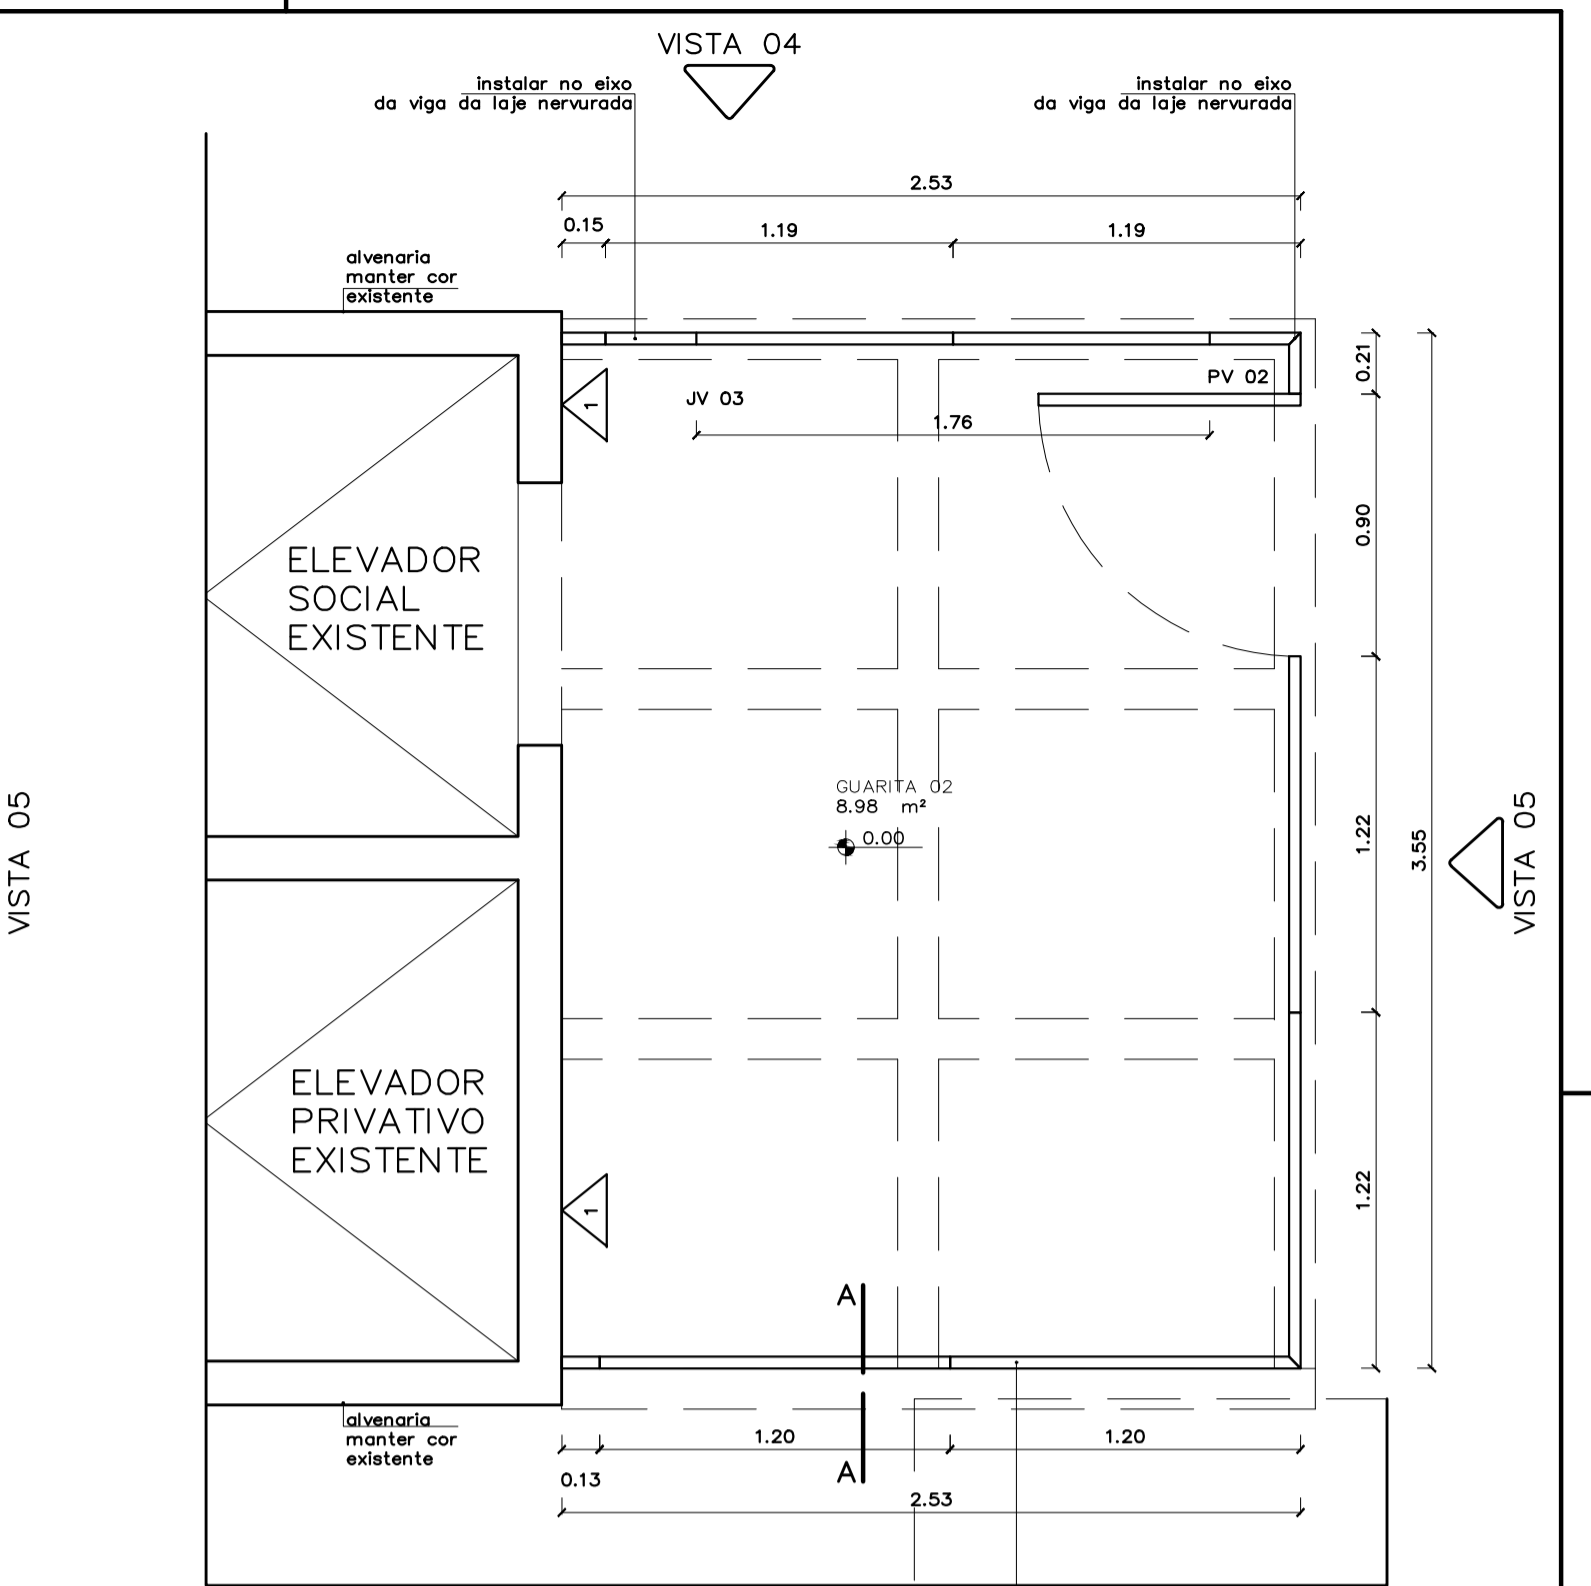 VISTA 04
instalar no eixo
da viga da laje nervurada
instalar no eixo
da viga da laje nervurada
2.53
0.15
1.19
1.19
alvenaria
manter cor
existente
0.21
PV 02
JV 03
1
1.76
0.90
ELEVADOR
SOCIAL
EXISTENTE
GUARITA 02
8.98 m²
0.00
VISTA 05
1.22
3.55
VISTA 05
ELEVADOR
PRIVATIVO
EXISTENTE
1
1.22
A
alvenaria
manter cor
existente
1.20
1.20
A
0.13
2.53